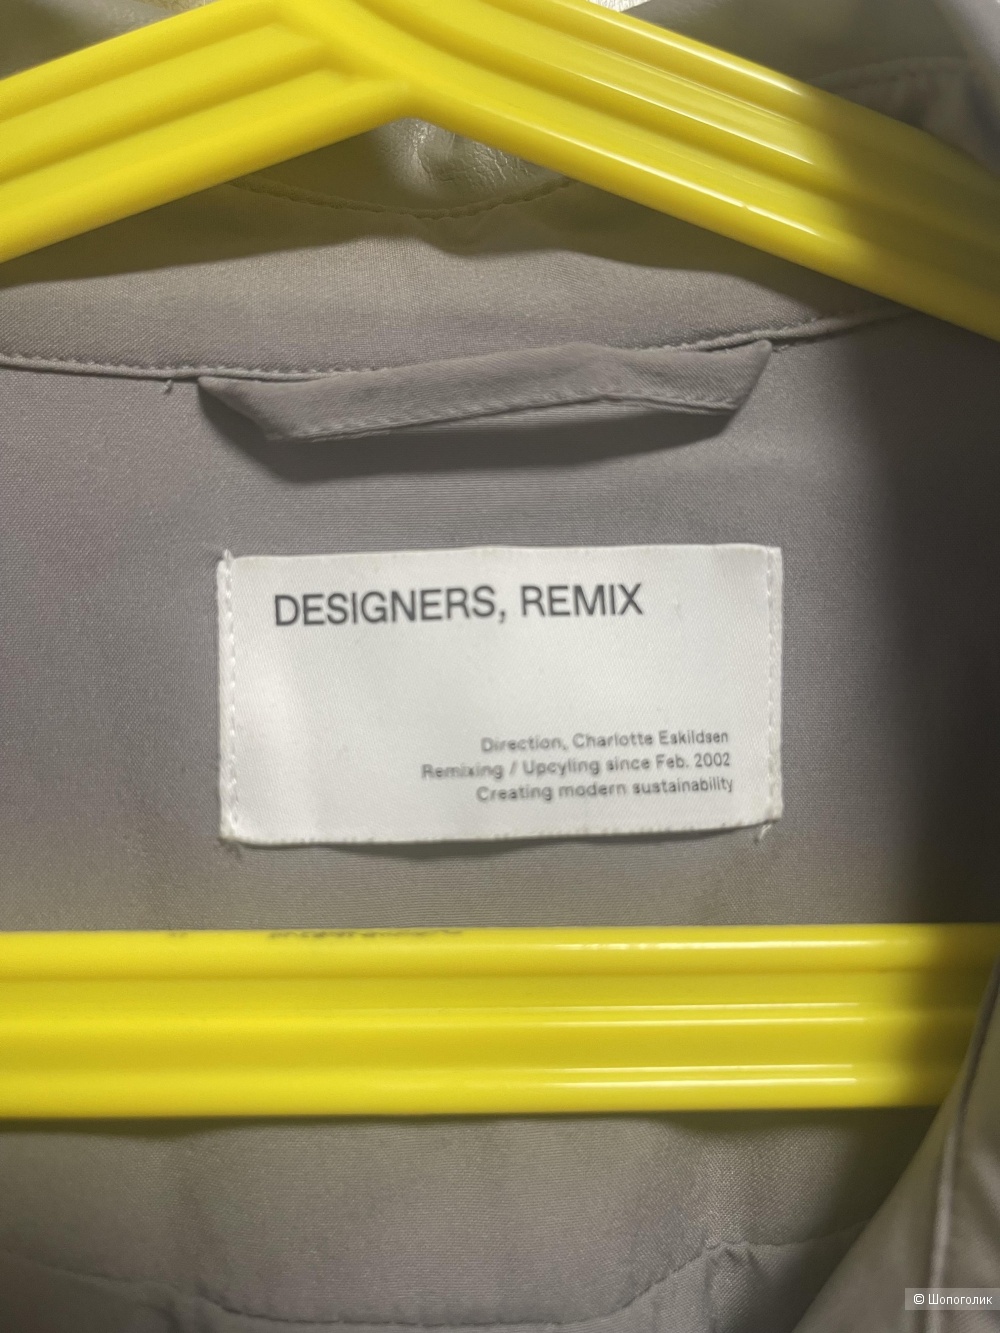 DESIGNERS, REMIX
Direction, Charlotte Eskildsen
Remixing / Upcyling since Feb. 2002
Creating modern sustainability
© Шопоголик